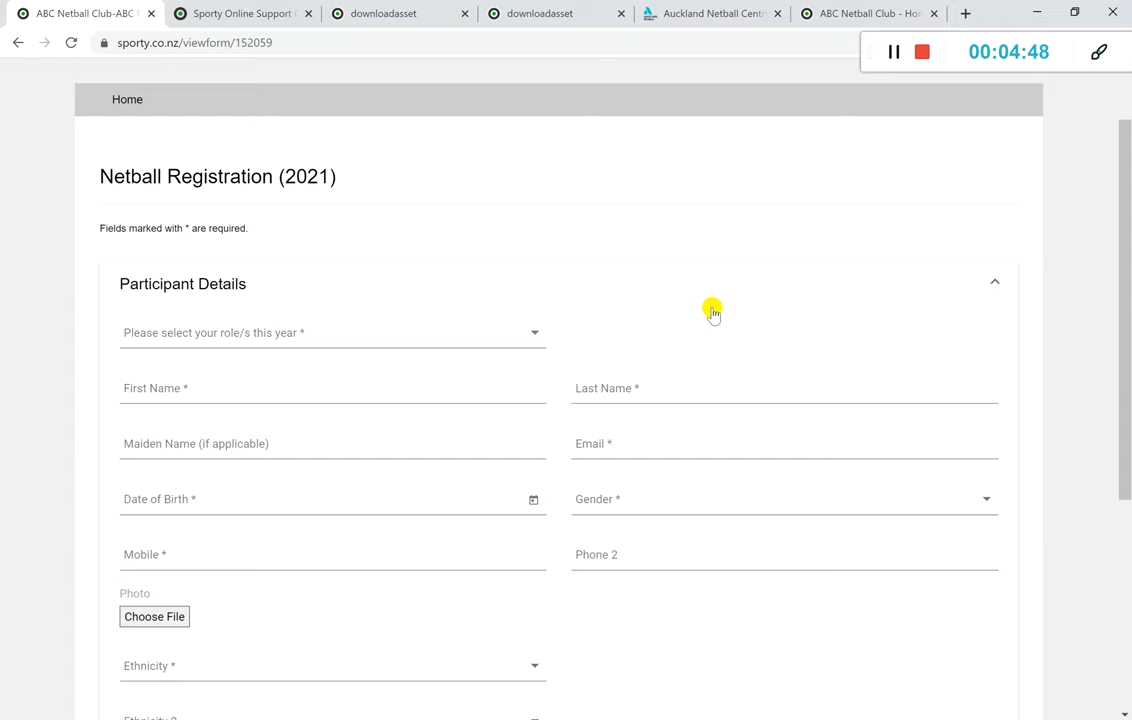 ABC Netball Club-ABC
Sporty Online Support
downloadasset
downloadasset
Auckland Netball Cent
ABC Netball Club - Hon
sporty.co.nz/viewform/152059
00:04:48
Home
Netball Registration (2021)
Fields marked with * are required.
Participant Details
Please select your role/s this year *
First Name *
Last Name *
Maiden Name (if applicable)
Email *
Date of Birth *
Gender *
Mobile *
Phone 2
Photo
Choose File
Ethnicity *
Ethnicity 2